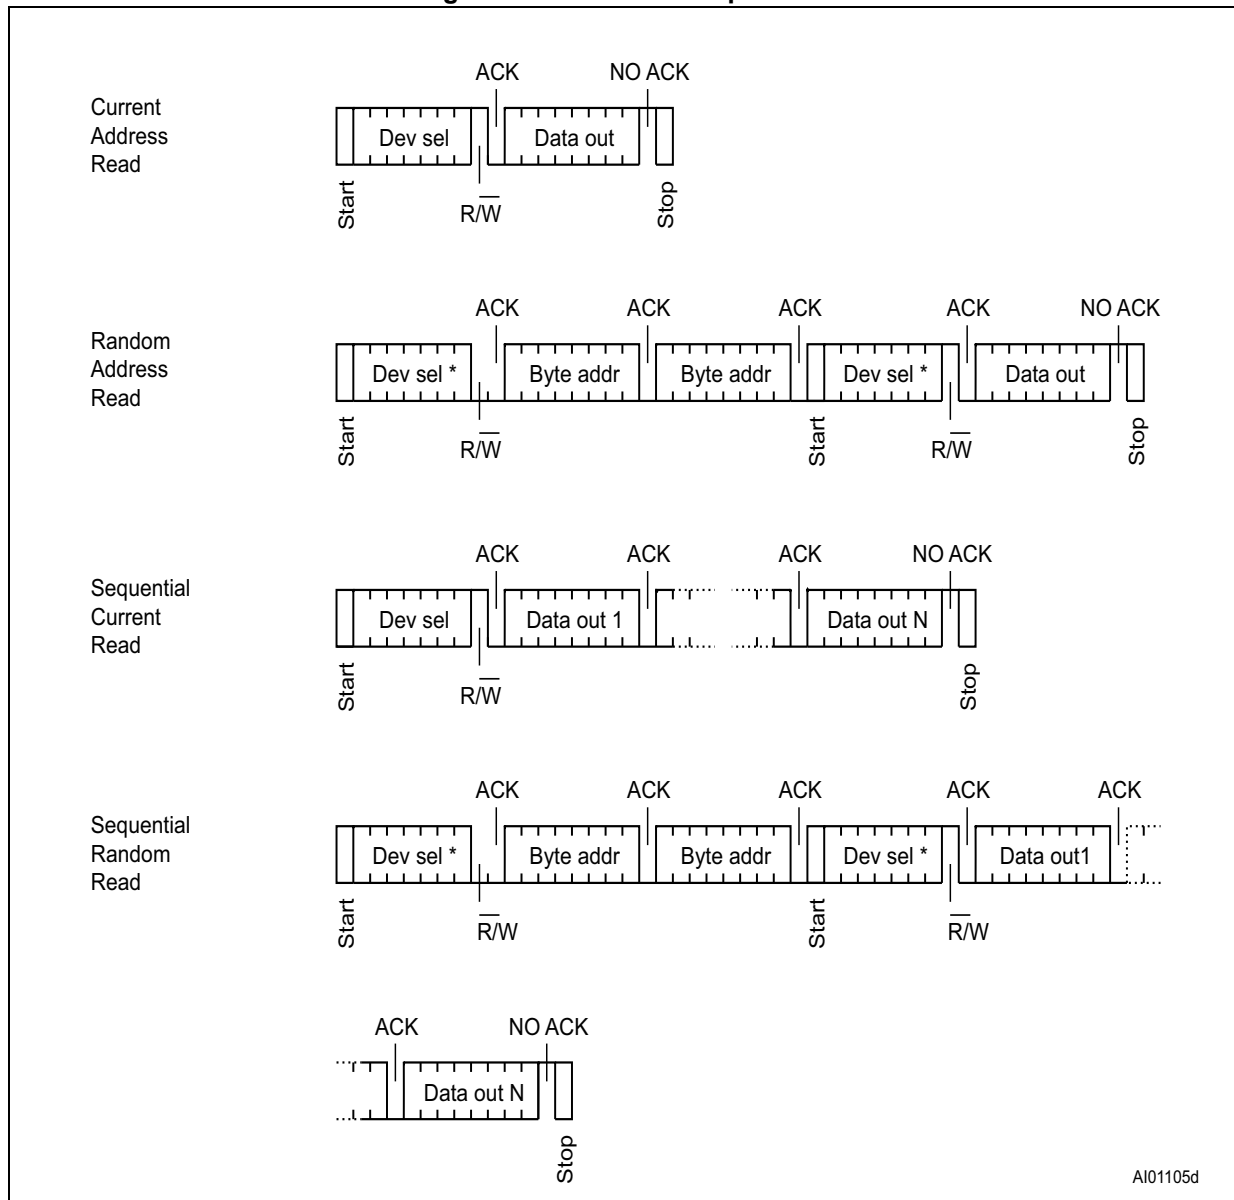 Current
Address
Read
ACK NO ACK
Dev sel Data out
Start R/W̅ Stop
Random
Address
Read
ACK ACK ACK ACK NO ACK
Dev sel * Byte addr Byte addr Dev sel * Data out
Start R/W̅ Start R/W̅ Stop
Sequential
Current
Read
ACK ACK ACK NO ACK
Dev sel Data out 1 Data out N
Start R/W̅ Stop
Sequential
Random
Read
ACK ACK ACK ACK ACK
Dev sel * Byte addr Byte addr Dev sel * Data out1
Start R̅/W Start R̅/W
ACK NO ACK
Data out N
Stop
AI01105d